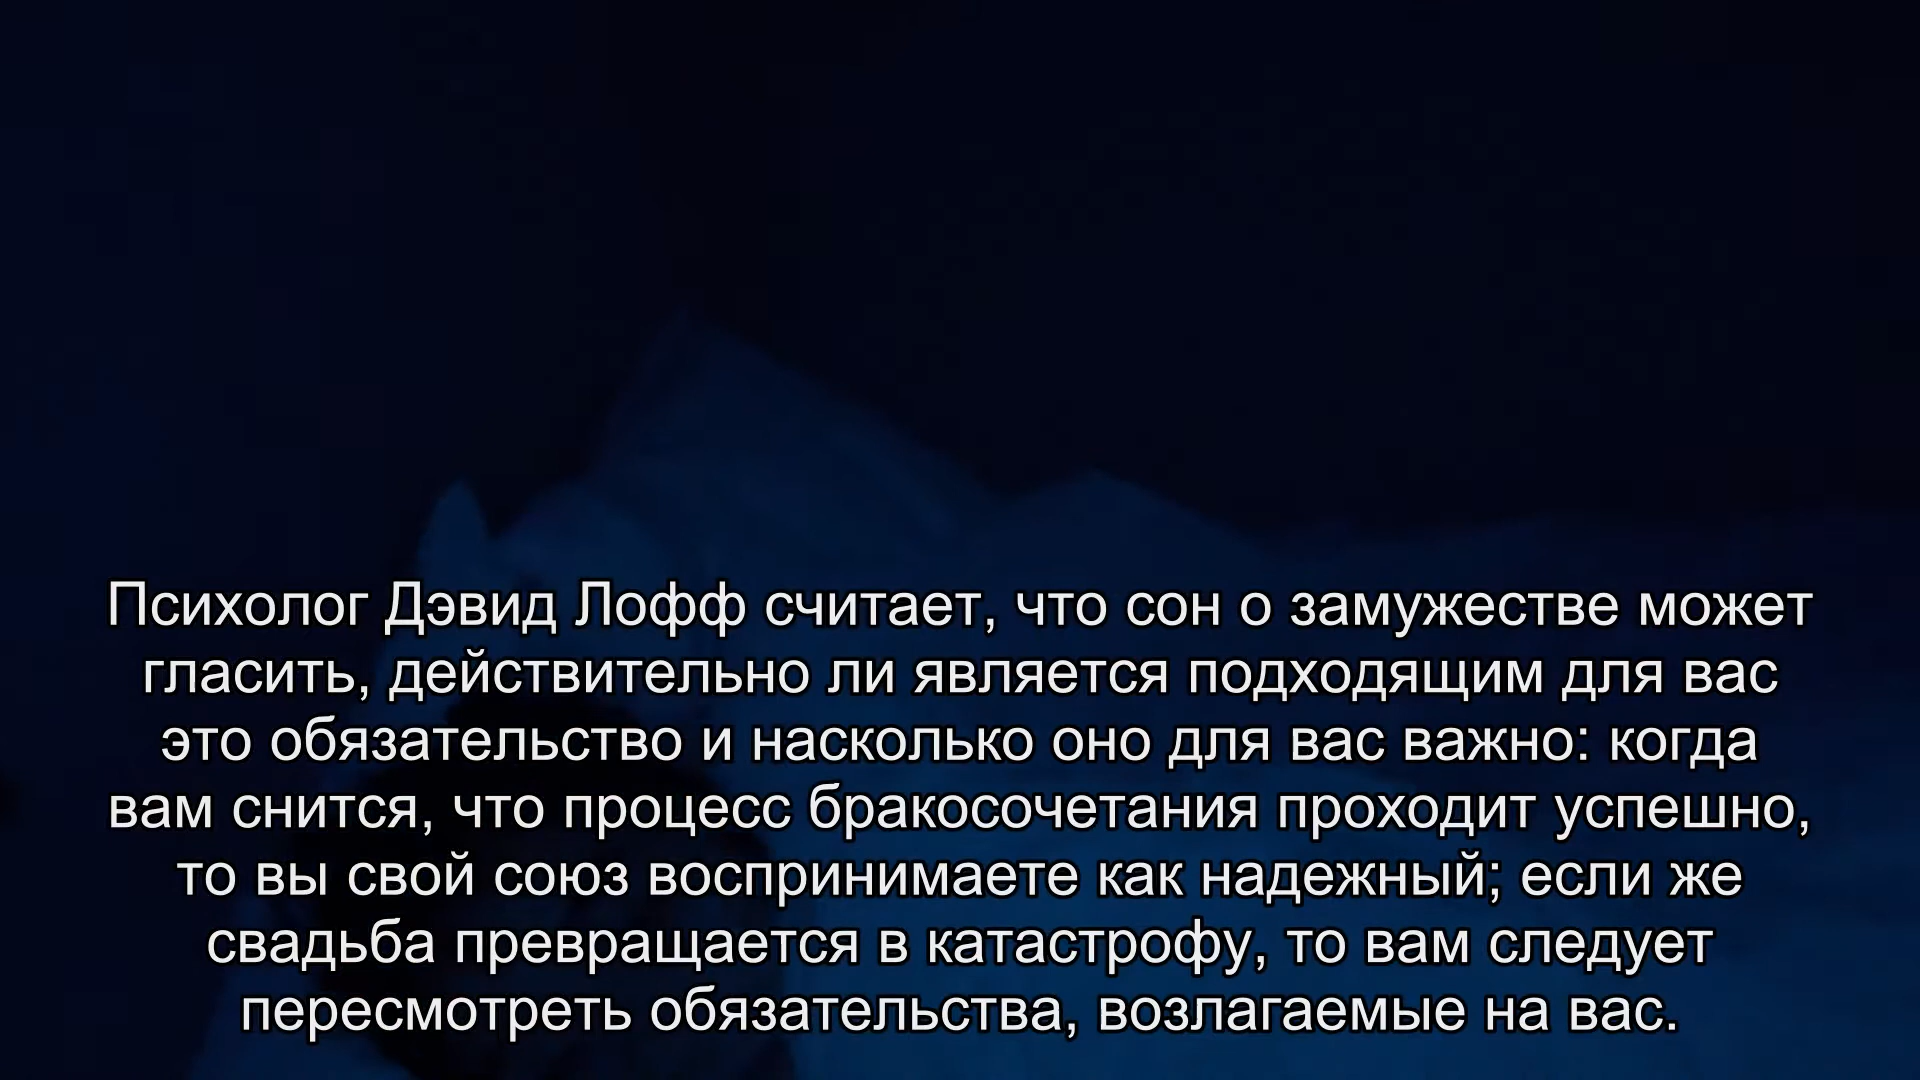 Психолог Дэвид Лофф считает, что сон о замужестве может
гласить, действительно ли является подходящим для вас
это обязательство и насколько оно для вас важно: когда
вам снится, что процесс бракосочетания проходит успешно,
то вы свой союз воспринимаете как надежный; если же
свадьба превращается в катастрофу, то вам следует
пересмотреть обязательства, возлагаемые на вас.